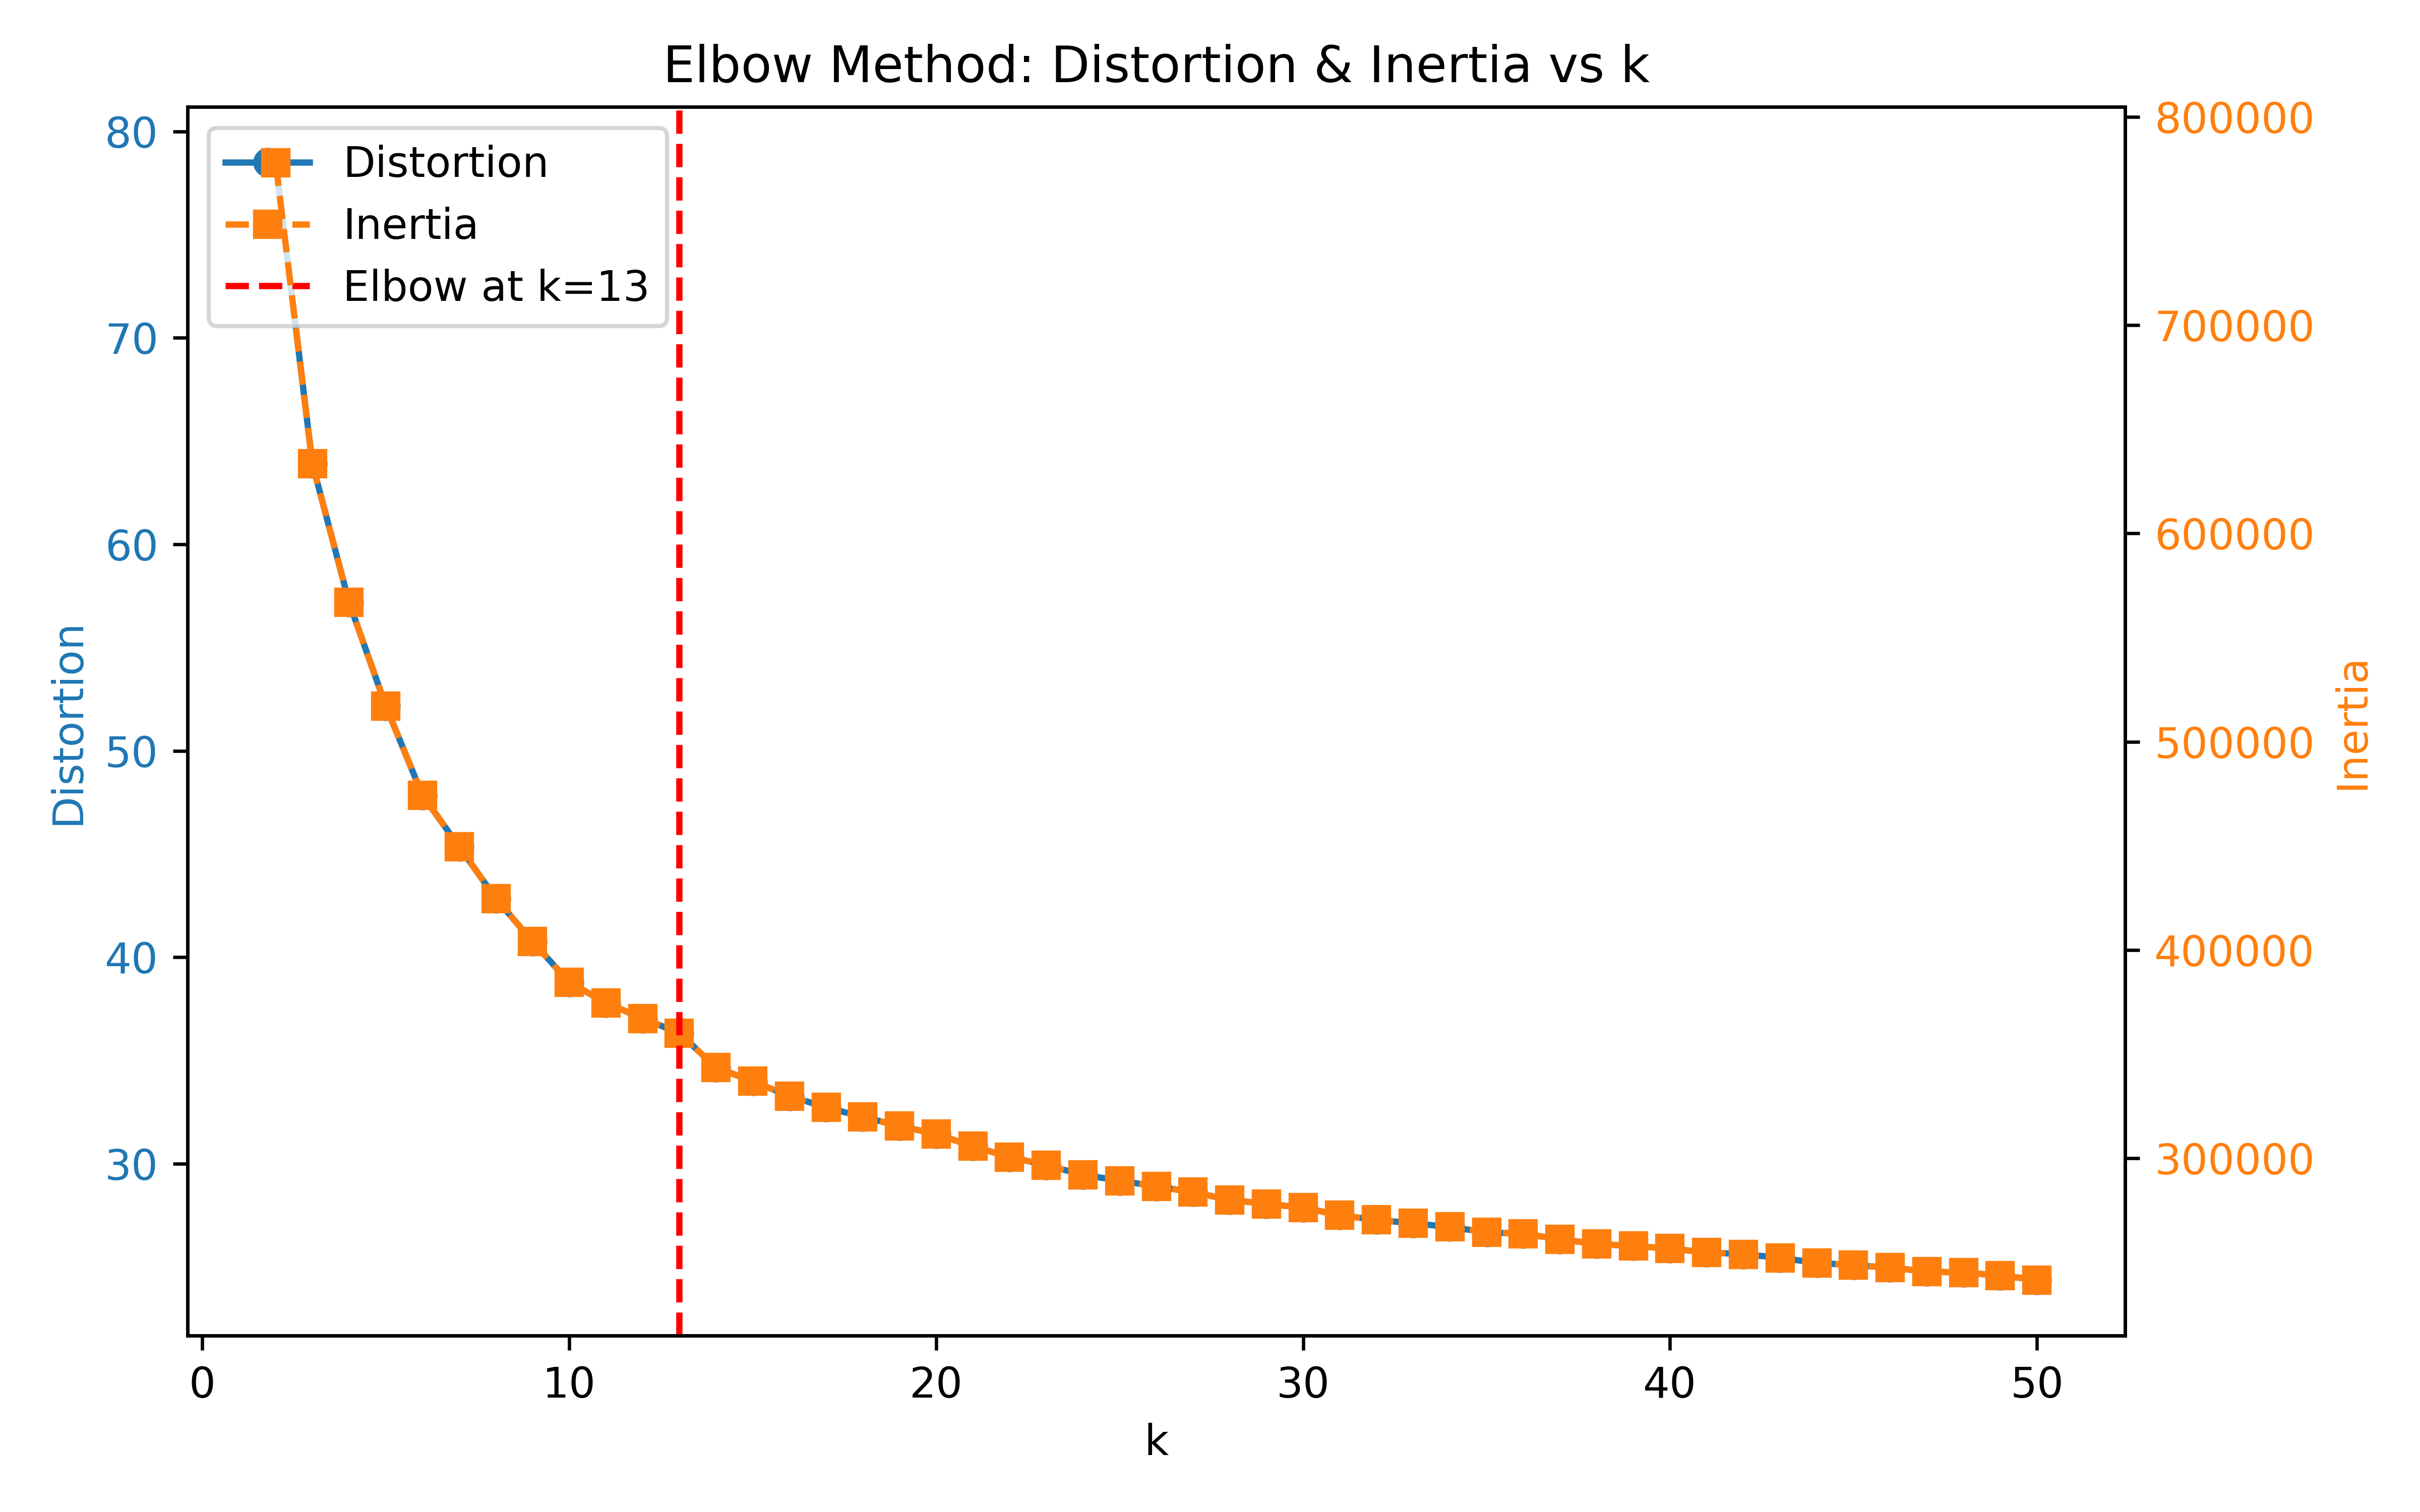 Elbow Method: Distortion & Inertia vs k
Distortion
Inertia
Elbow at k=13
80
70
60
50
40
30
Distortion
800000
700000
600000
500000
400000
300000
Inertia
0 10 20 30 40 50
k